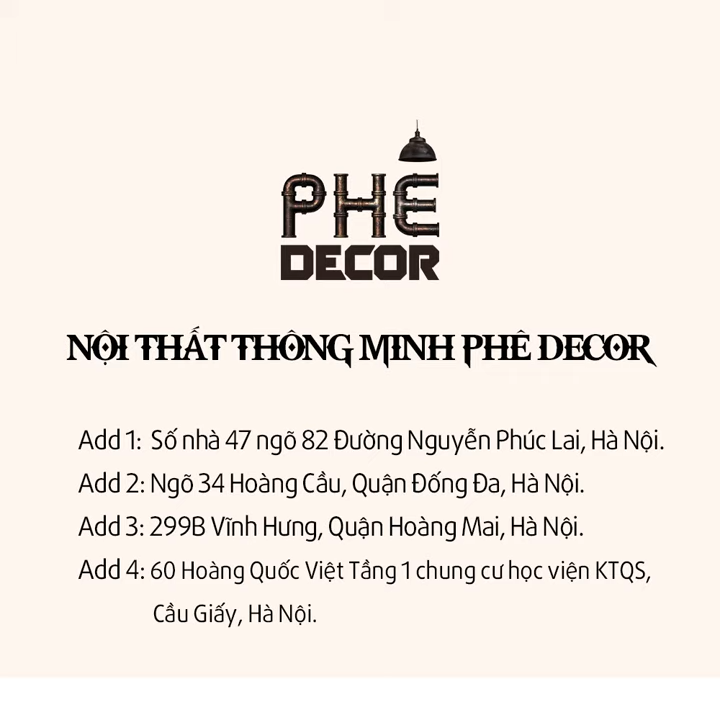 PHÊ
DECOR
NỘI THẤT THÔNG MINH PHÊ DECOR
Add 1: Số nhà 47 ngõ 82 Đường Nguyễn Phúc Lai, Hà Nội.
Add 2: Ngõ 34 Hoàng Cầu, Quận Đống Đa, Hà Nội.
Add 3: 299B Vĩnh Hưng, Quận Hoàng Mai, Hà Nội.
Add 4: 60 Hoàng Quốc Việt Tầng 1 chung cư học viện KTQS,
Cầu Giấy, Hà Nội.